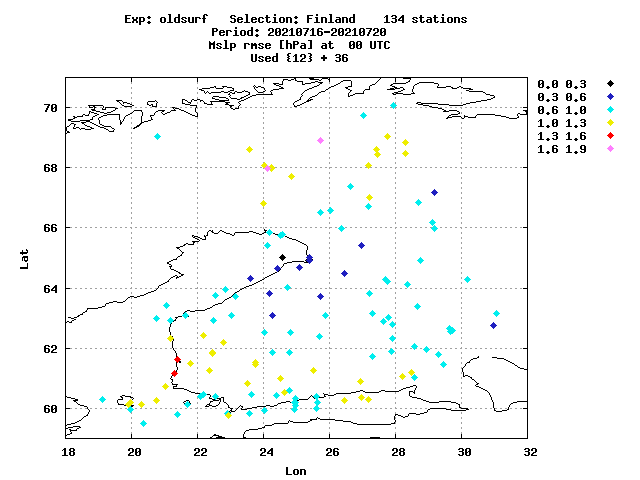 Exp: oldsurf   Selection: Finland    134 stations
Period: 20210716-20210720
Mslp rmse [hPa] at  00 UTC
Used {12} + 36
0.0 0.3
0.3 0.6
0.6 1.0
1.0 1.3
1.3 1.6
1.6 1.9
70
68
66
64
62
60
Lat
18 20 22 24 26 28 30 32
Lon